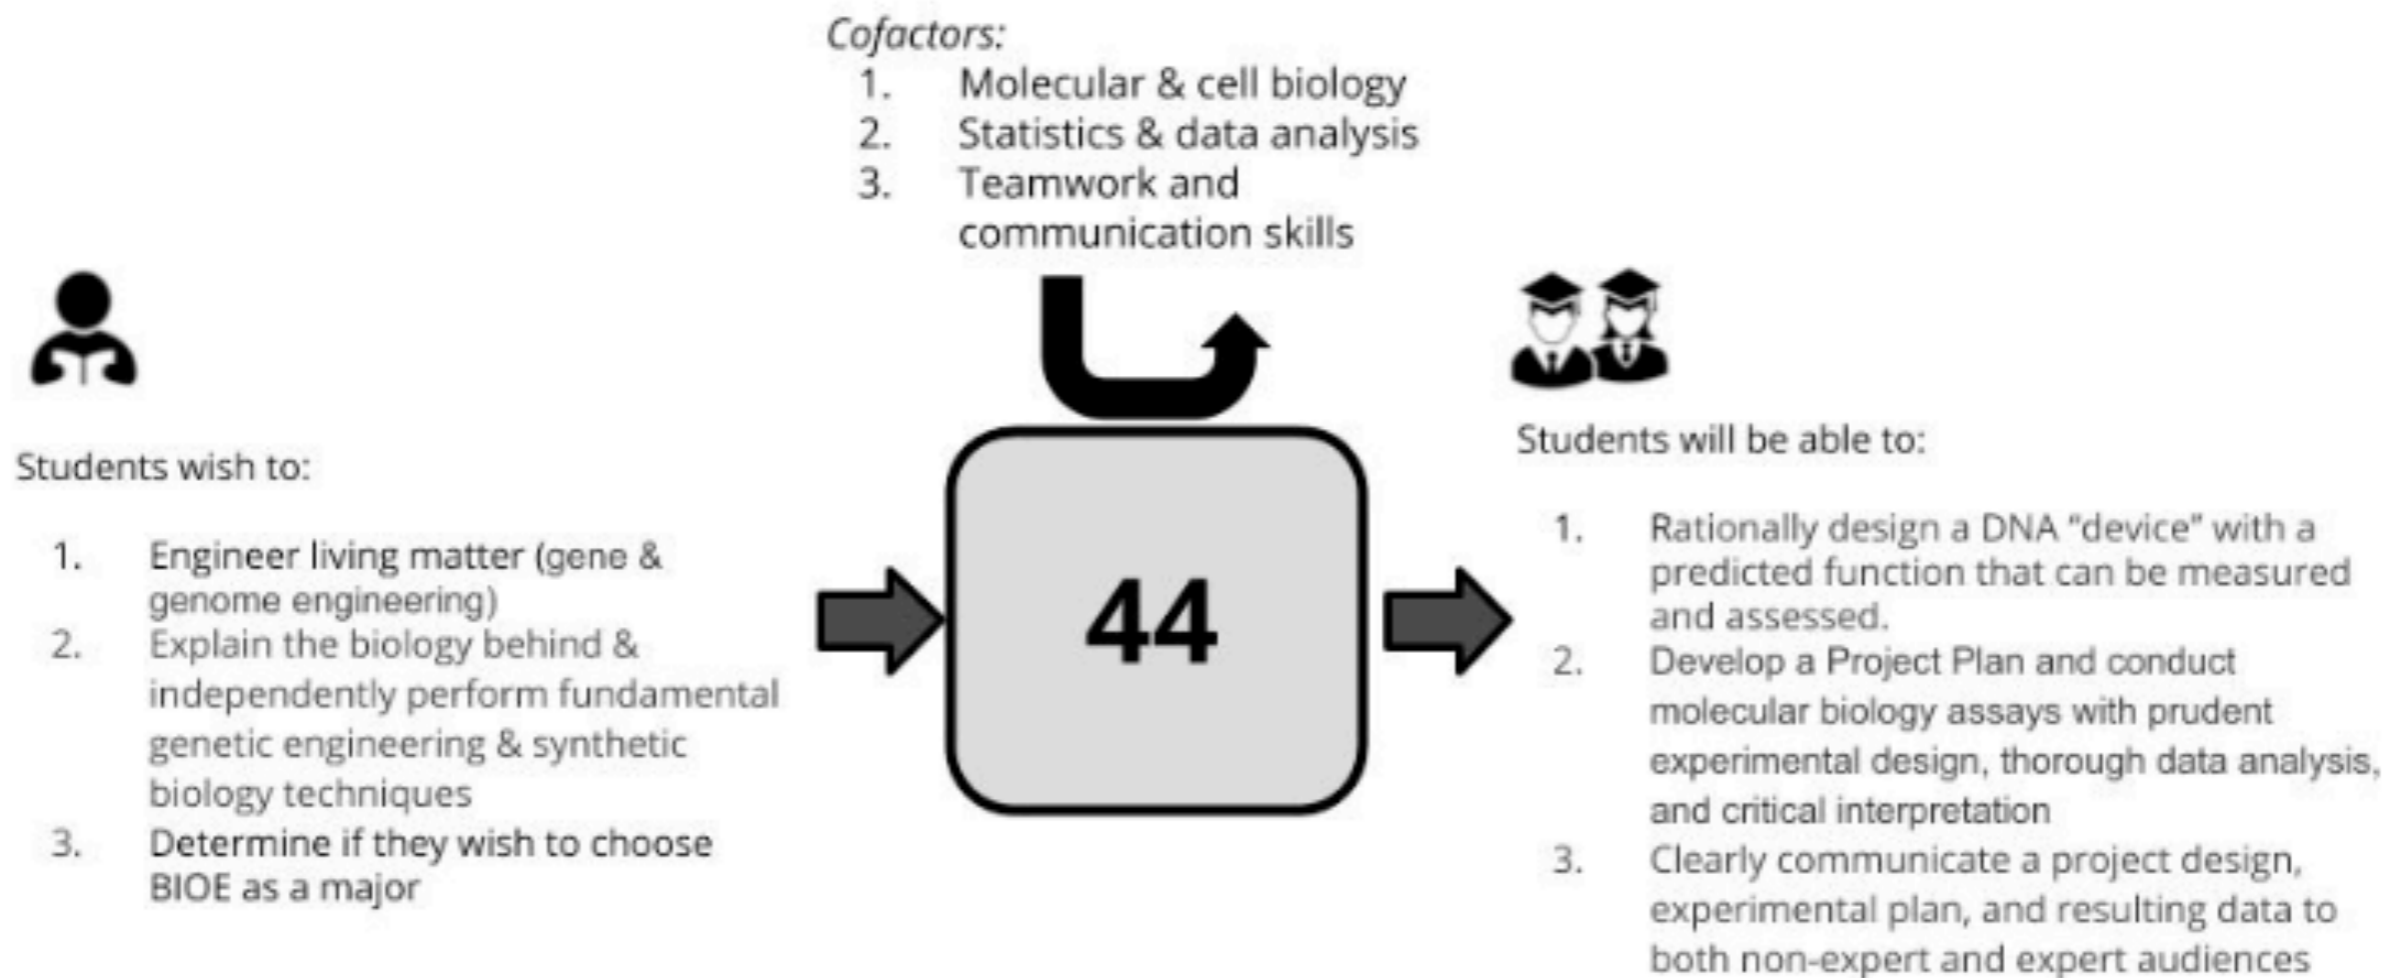 Cofactors:
1. Molecular & cell biology
2. Statistics & data analysis
3. Teamwork and
communication skills
Students wish to:
1. Engineer living matter (gene &
genome engineering)
2. Explain the biology behind &
independently perform fundamental
genetic engineering & synthetic
biology techniques
3. Determine if they wish to choose
BIOE as a major
44
Students will be able to:
1. Rationally design a DNA "device" with a
predicted function that can be measured
and assessed.
2. Develop a Project Plan and conduct
molecular biology assays with prudent
experimental design, thorough data analysis,
and critical interpretation
3. Clearly communicate a project design,
experimental plan, and resulting data to
both non-expert and expert audiences